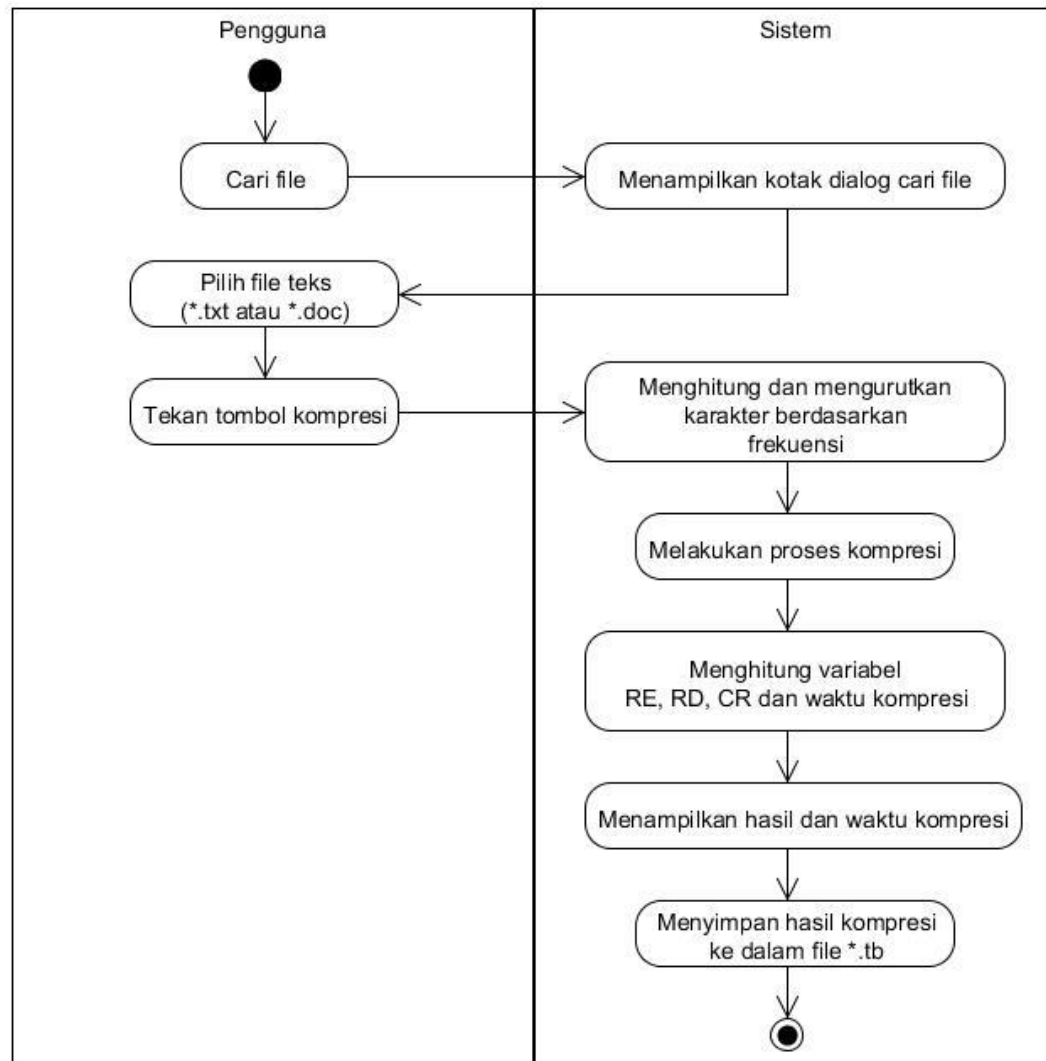 Pengguna
Sistem
Cari file
Menampilkan kotak dialog cari file
Pilih file teks
(*.txt atau *.doc)
Tekan tombol kompresi
Menghitung dan mengurutkan
karakter berdasarkan
frekuensi
Melakukan proses kompresi
Menghitung variabel
RE, RD, CR dan waktu kompresi
Menampilkan hasil dan waktu kompresi
Menyimpan hasil kompresi
ke dalam file *.tb